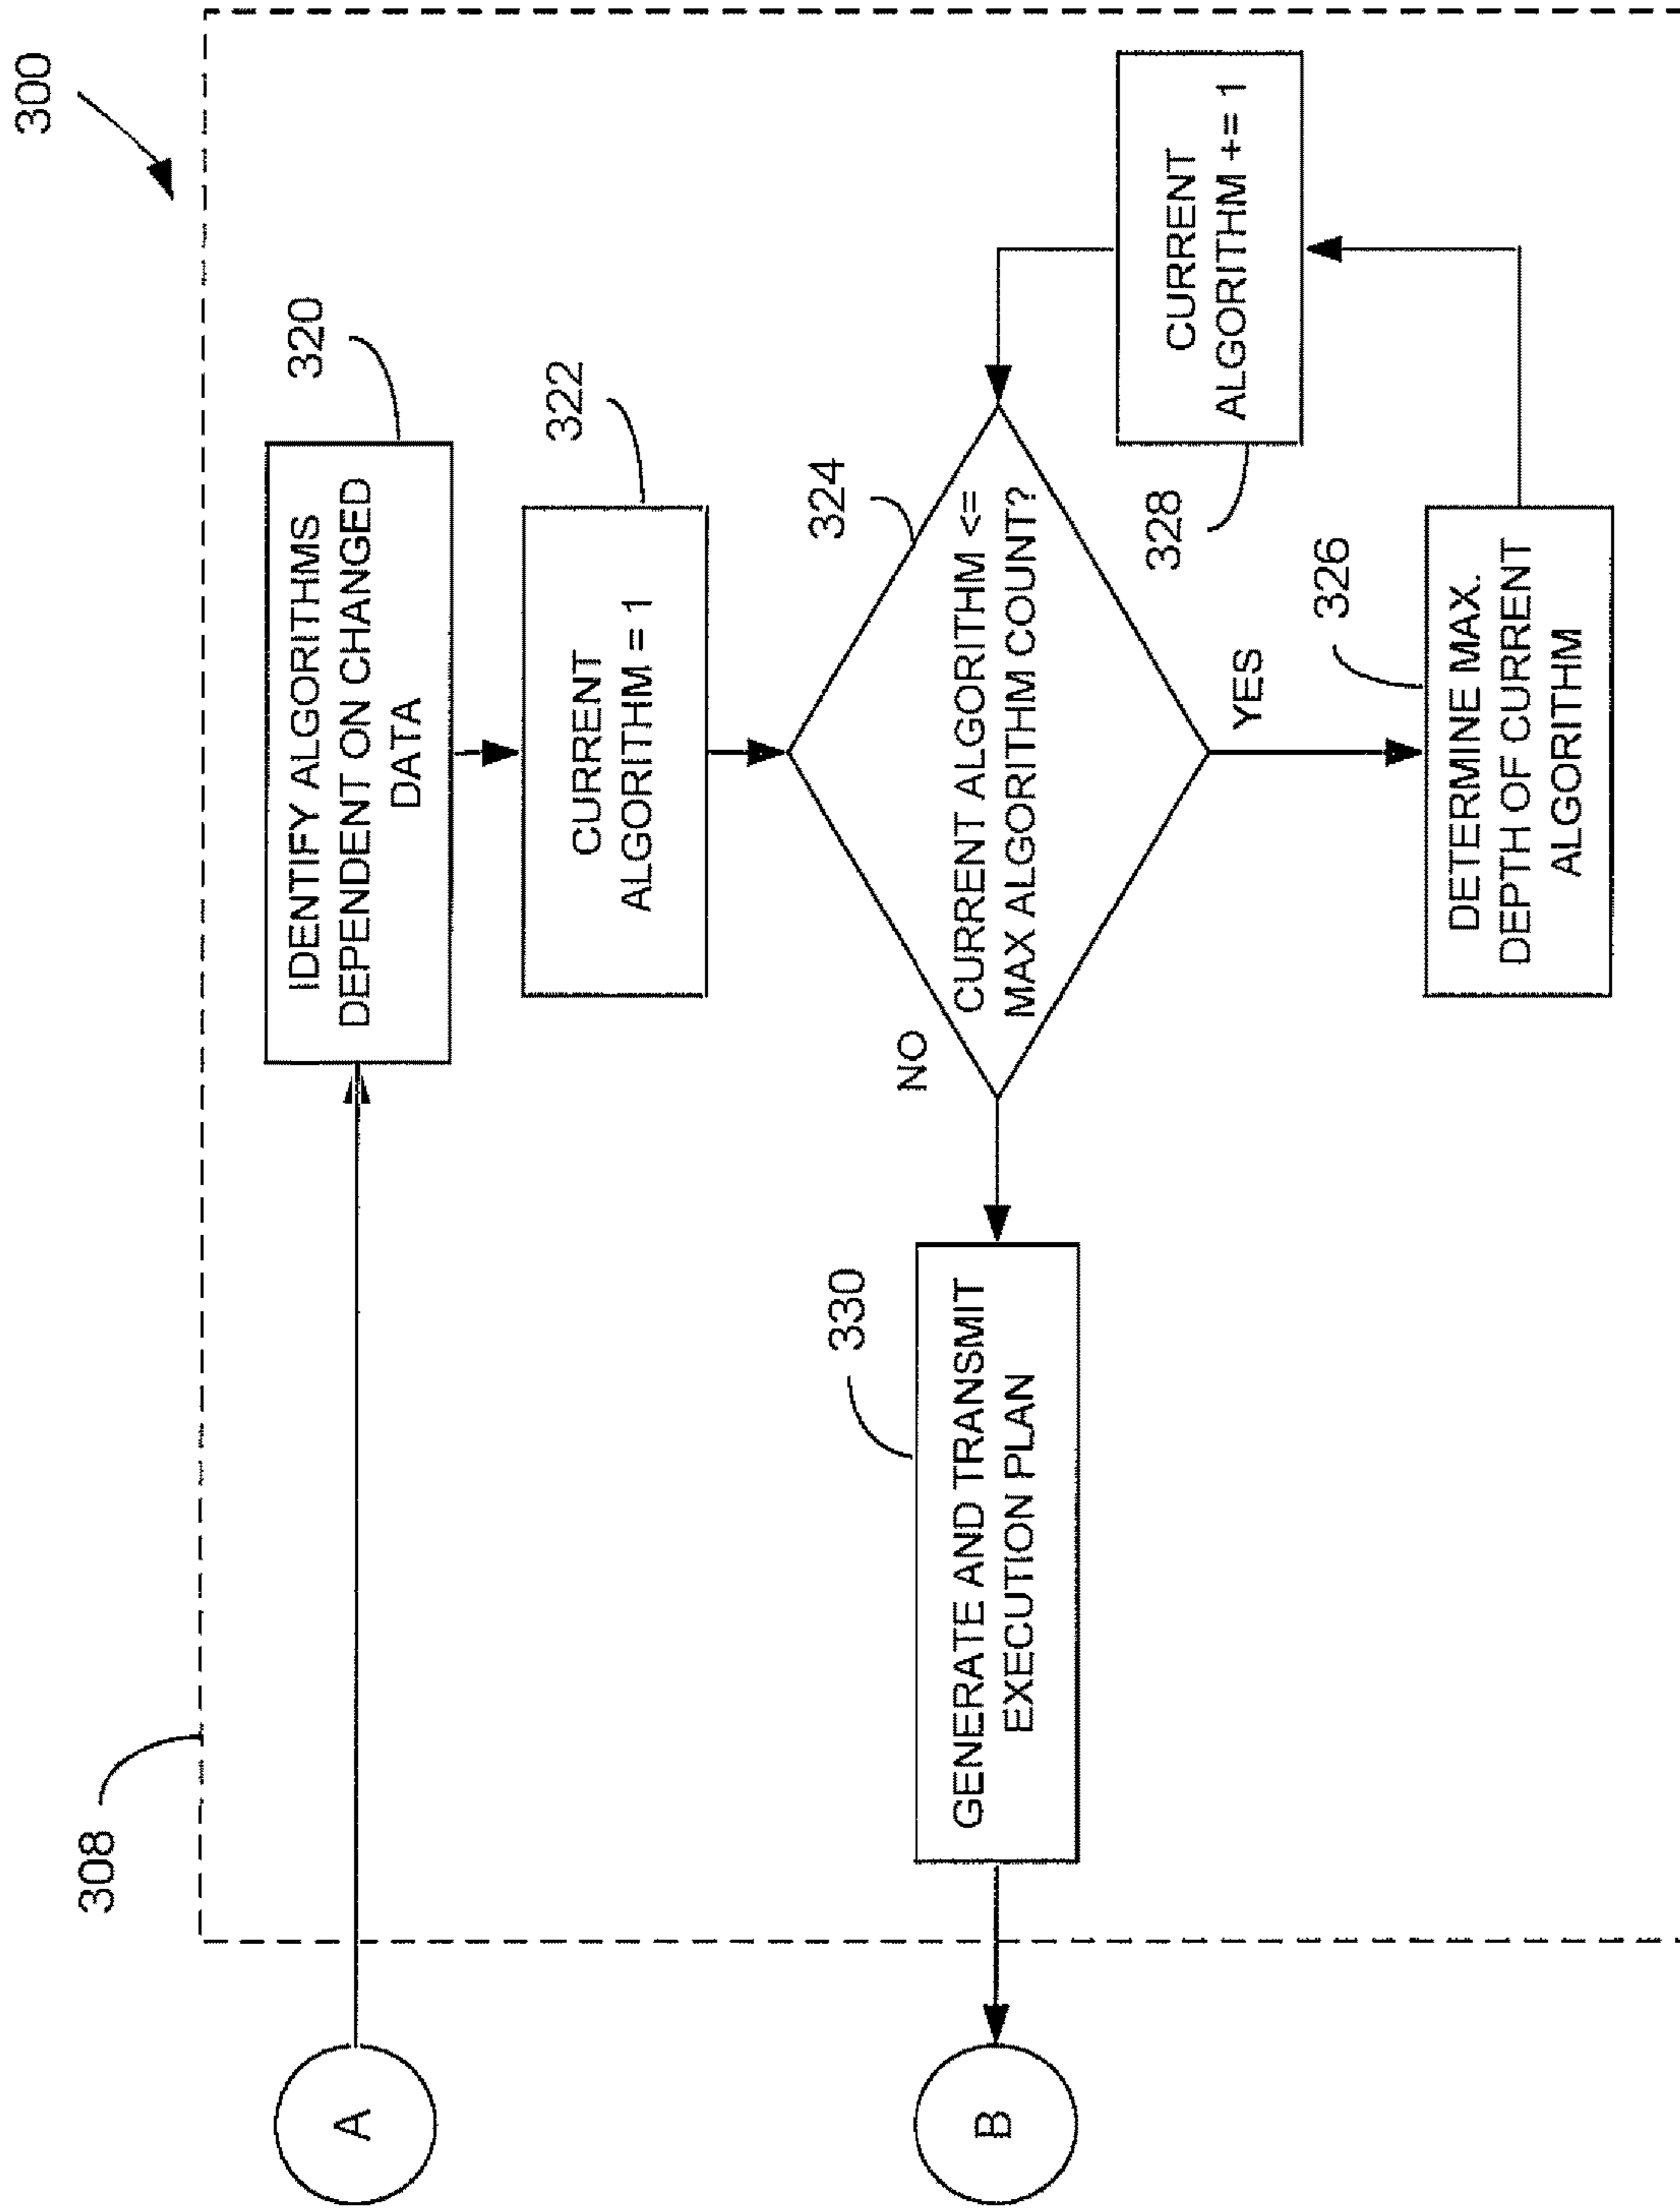 300
308
A
IDENTIFY ALGORITHMS
DEPENDENT ON CHANGED
DATA
320
CURRENT
ALGORITHM = 1
322
CURRENT ALGORITHM <=
MAX ALGORITHM COUNT?
324
NO
YES
GENERATE AND TRANSMIT
EXECUTION PLAN
330
B
CURRENT
ALGORITHM += 1
328
DETERMINE MAX.
DEPTH OF CURRENT
ALGORITHM
326